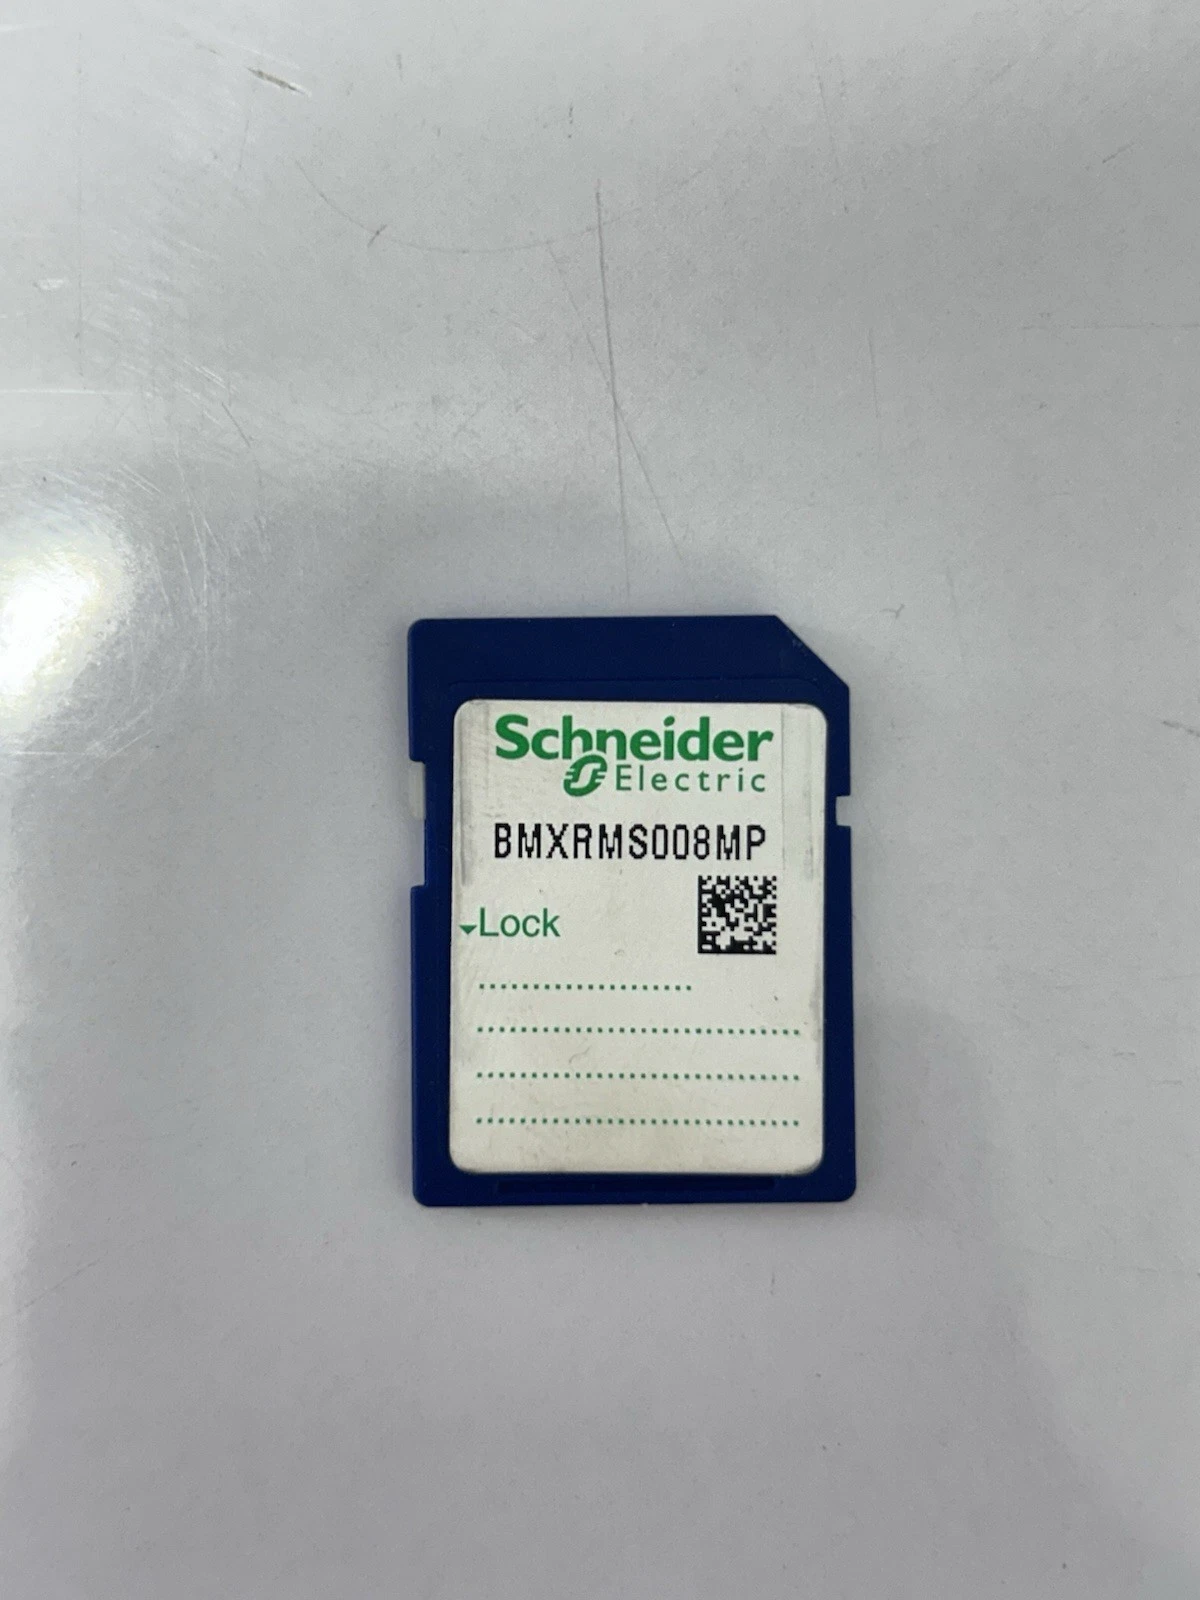 Schneider
Electric
BMXRMS008MP
Lock